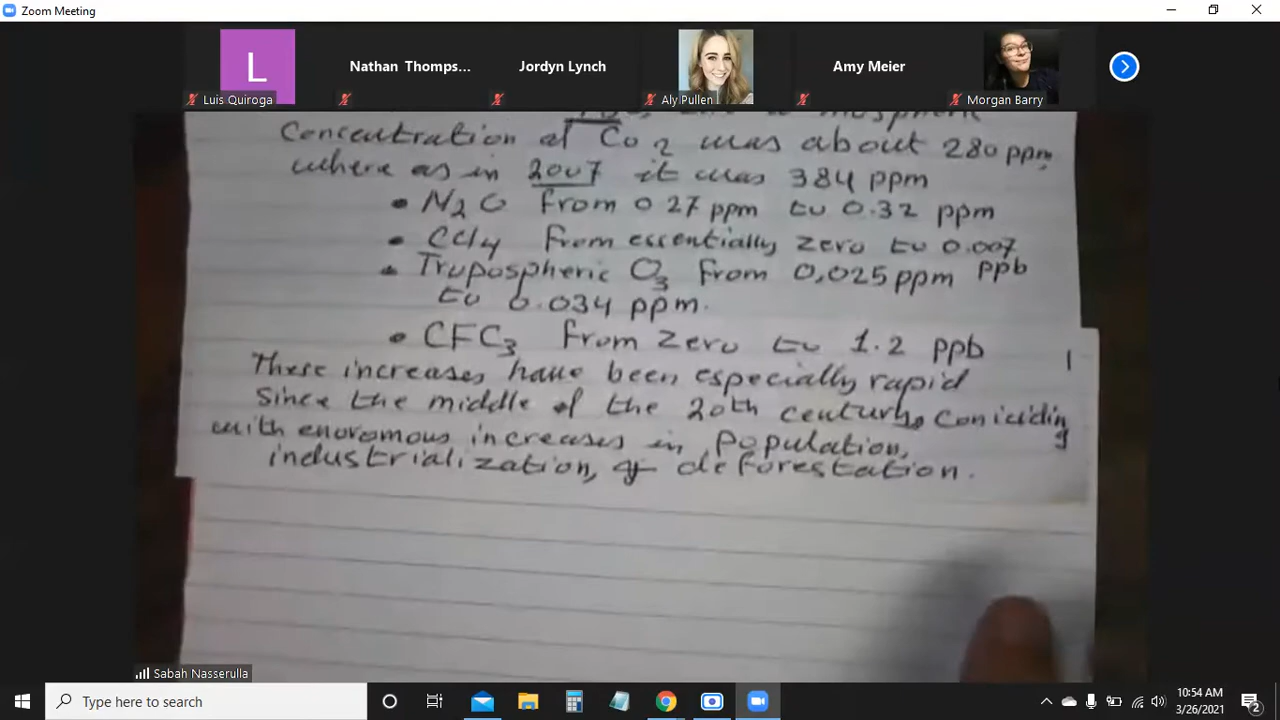 Zoom Meeting
L
Nathan Thomps...
Jordyn Lynch
Amy Meier
Luis Quiroga
Aly Pullen
Morgan Barry
Concentration of Co2 was about 280 ppm,
where as in 2007 it was 384 ppm
• N2O from 0 27 ppm to 0.32 ppm
• CCl4 from essentially zero to 0.007
ppb
• Tropospheric O3 from 0,025 ppm
to 0.034 ppm.
• CFC3 from zero to 1.2 ppb
These increases have been especially rapid
Since the middle of the 20th century, coniciding
with enoromous increases in population,
industrialization, & deforestation.
Sabah Nasserulla
Type here to search
10:54 AM
3/26/2021
2